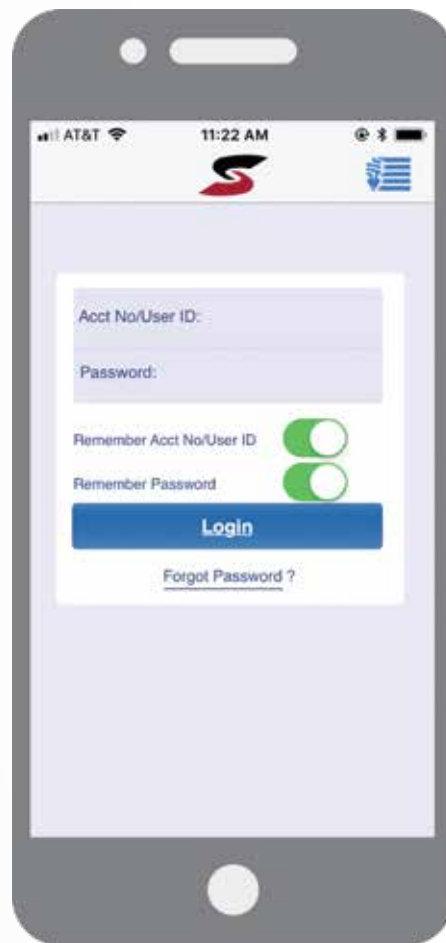 AT&T 11:22 AM
Acct No/User ID:
Password:
Remember Acct No/User ID
Remember Password
Login
Forgot Password ?